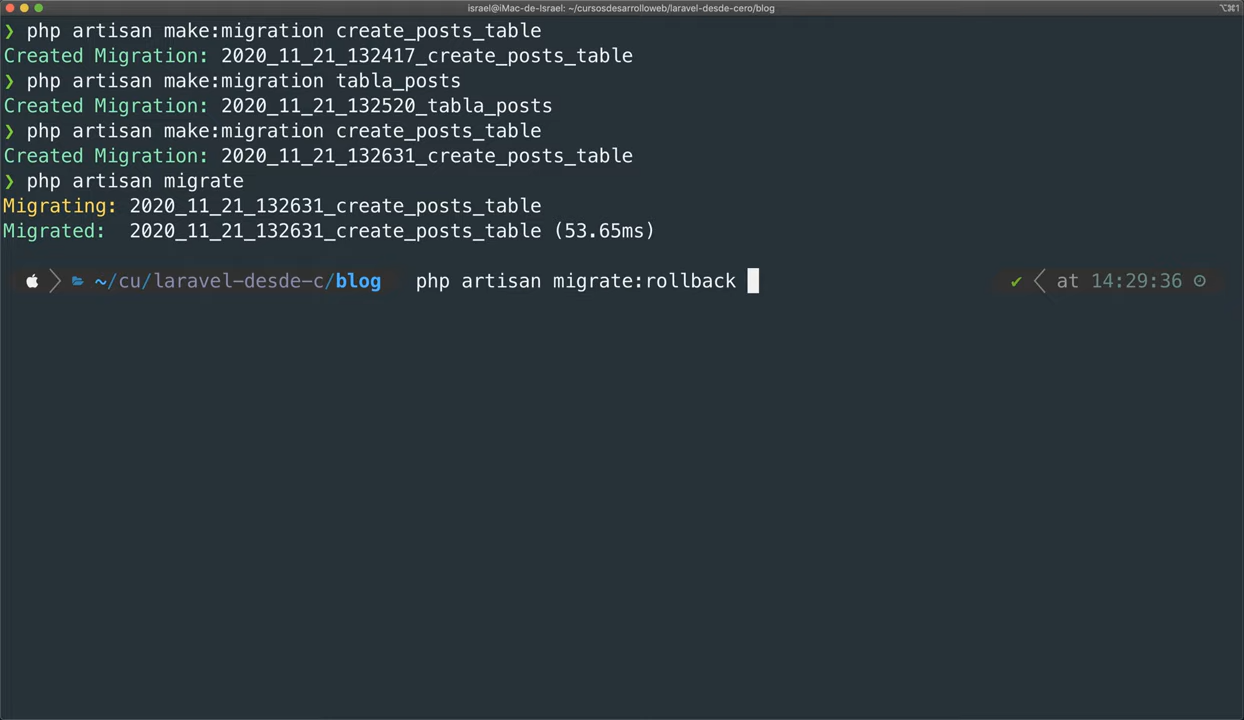 israel@iMac-de-Israel: ~/cursosdesarrolloweb/laravel-desde-cero/blog ⌥⌘1
❯ php artisan make:migration create_posts_table
Created Migration: 2020_11_21_132417_create_posts_table
❯ php artisan make:migration tabla_posts
Created Migration: 2020_11_21_132520_tabla_posts
❯ php artisan make:migration create_posts_table
Created Migration: 2020_11_21_132631_create_posts_table
❯ php artisan migrate
Migrating: 2020_11_21_132631_create_posts_table
Migrated:  2020_11_21_132631_create_posts_table (53.65ms)
~/cu/laravel-desde-c/blog php artisan migrate:rollback ✔ at 14:29:36